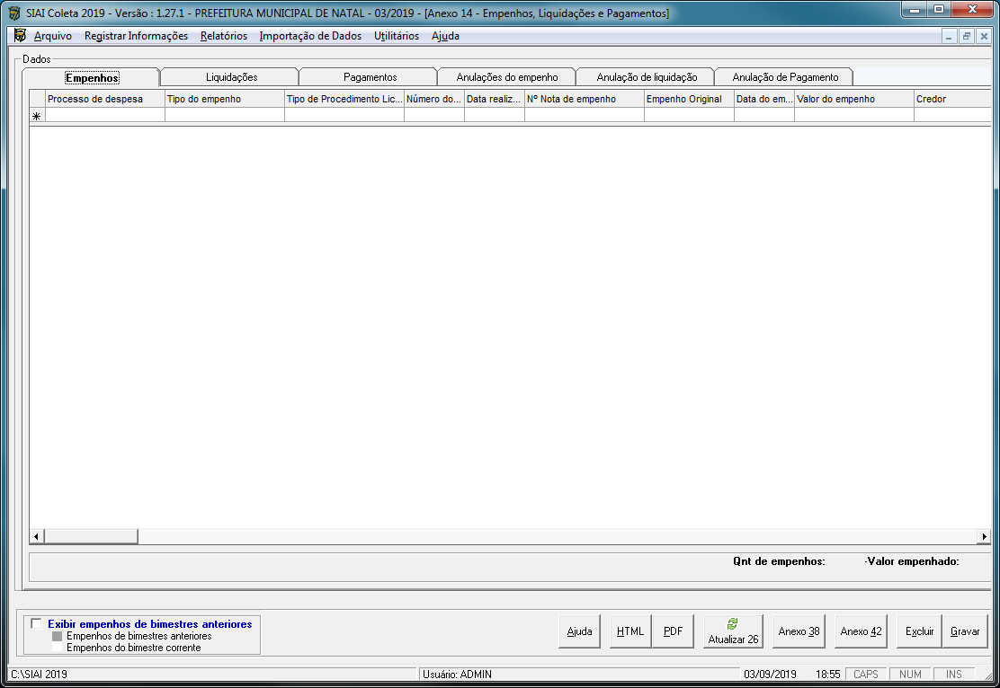 SIAI Coleta 2019 - Versão : 1.27.1 - PREFEITURA MUNICIPAL DE NATAL - 03/2019 - [Anexo 14 - Empenhos, Liquidações e Pagamentos]
Arquivo Registrar Informações Relatórios Importação de Dados Utilitários Ajuda
Dados
Empenhos Liquidações Pagamentos Anulações do empenho Anulação de liquidação Anulação de Pagamento
Processo de despesa Tipo do empenho Tipo de Procedimento Lic... Número do... Data realiz... Nº Nota de empenho Empenho Original Data do em... Valor do empenho Credor
Qnt de empenhos: -Valor empenhado:
Exibir empenhos de bimestres anteriores
Empenhos de bimestres anteriores
Empenhos do bimestre corrente
Ajuda HTML PDF Atualizar 26 Anexo 38 Anexo 42 Excluir Gravar
C:\SIAI 2019 Usuário: ADMIN 03/09/2019 18:55 CAPS NUM INS